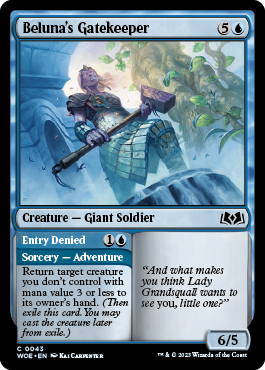 Beluna's Gatekeeper 5
Creature — Giant Soldier
Entry Denied 1
Sorcery — Adventure
Return target creature
you don't control with
mana value 3 or less to
its owner's hand. (Then
exile this card. You may
cast the creature later
from exile.)
"And what makes
you think Lady
Grandsquall wants to
see you, little one?"
6/5
C 0043
WOE • EN Kai Carpenter
™ & © 2023 Wizards of the Coast